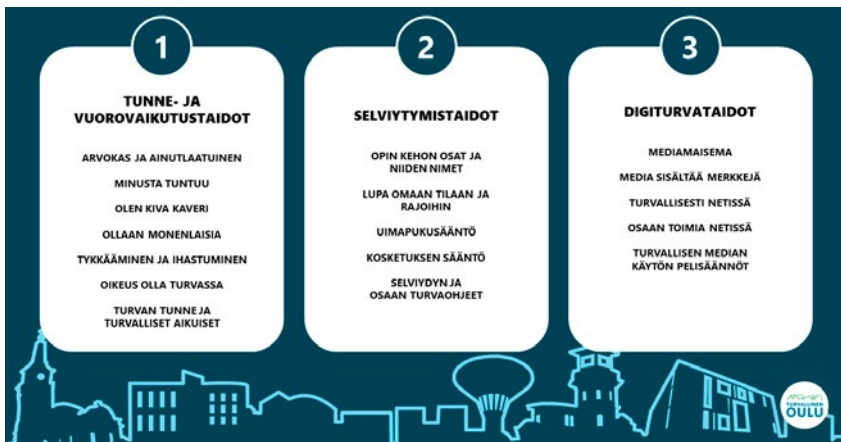 1
TUNNE- JA
VUOROVAIKUTUSTAIDOT
ARVOKAS JA AINUTLAATUINEN
MINUSTA TUNTUU
OLEN KIVA KAVERI
OLLAAN MONENLAISIA
TYKKÄÄMINEN JA IHASTUMINEN
OIKEUS OLLA TURVASSA
TURVAN TUNNE JA
TURVALLISET AIKUISET
2
SELVIYTYMISTAIDOT
OPIN KEHON OSAT JA
NIIDEN NIMET
LUPA OMAAN TILAAN JA
RAJOIHIN
UIMAPUKUSÄÄNTÖ
KOSKETUKSEN SÄÄNTÖ
SELVIYDYN JA
OSAAN TURVAOHJEET
3
DIGITURVATAIDOT
MEDIAMAISEMA
MEDIA SISÄLTÄÄ MERKKEJÄ
TURVALLISESTI NETISSÄ
OSAAN TOIMIA NETISSÄ
TURVALLISEN MEDIAN
KÄYTÖN PELISÄÄNNÖT
TURVALLINEN
OULU